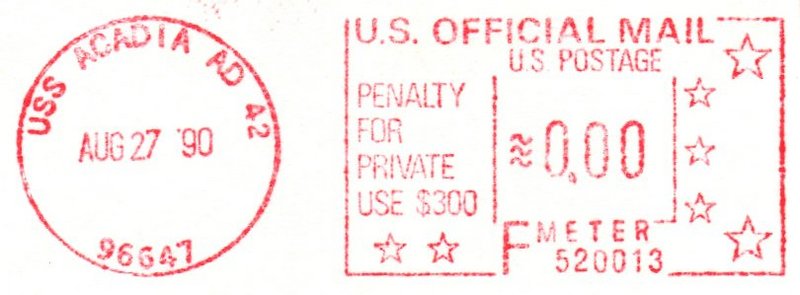 USS ACADIA AD 42
AUG 27 '90
96647
U.S. OFFICIAL MAIL
U.S. POSTAGE
PENALTY
FOR
PRIVATE
USE $300
≈0.00
F METER
520013